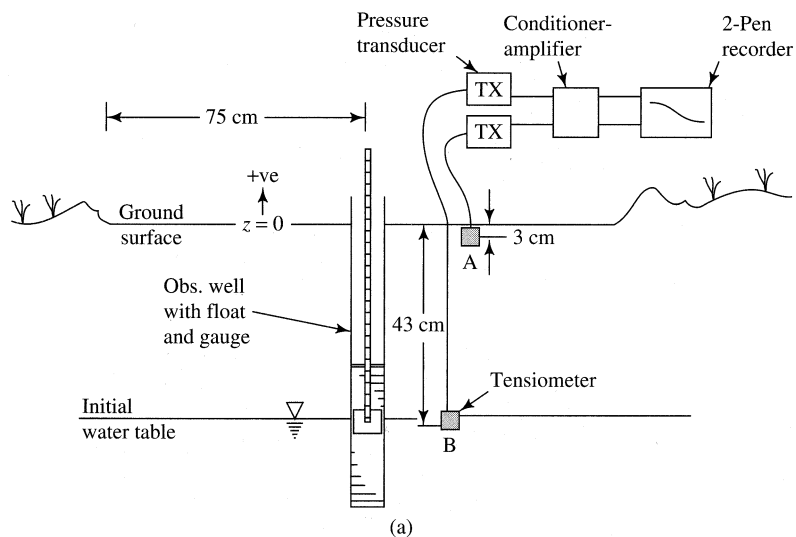 Pressure
transducer
Conditioner-
amplifier
2-Pen
recorder
TX
TX
75 cm
+ve
z = 0
Ground
surface
3 cm
A
Obs. well
with float
and gauge
43 cm
Tensiometer
Initial
water table
B
(a)